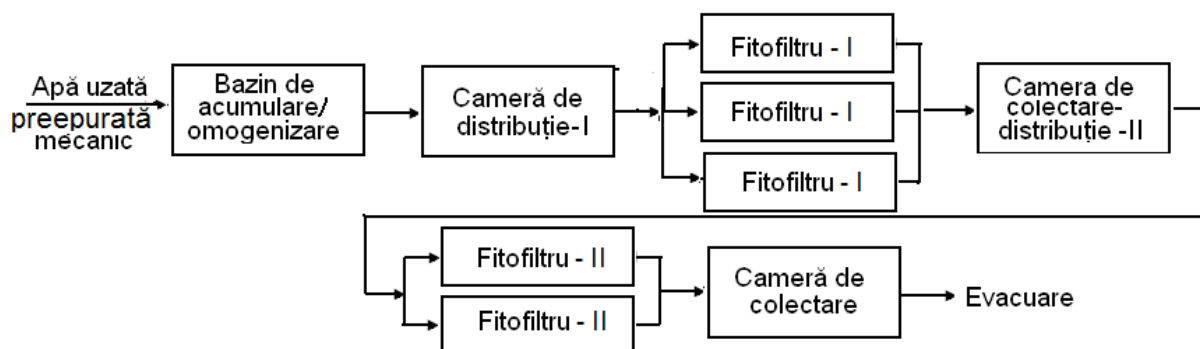 Apă uzată
preepurată
mecanic
Bazin de
acumulare/
omogenizare
Cameră de
distribuție-I
Fitofiltru - I
Fitofiltru - I
Fitofiltru - I
Camera de
colectare-
distribuție -II
Fitofiltru - II
Fitofiltru - II
Cameră de
colectare
Evacuare